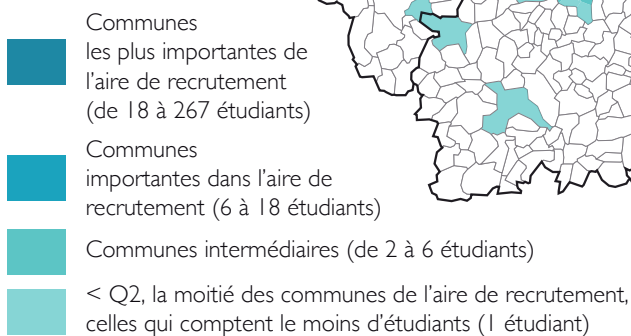 Communes
les plus importantes de
l'aire de recrutement
(de 18 à 267 étudiants)
Communes
importantes dans l'aire de
recrutement (6 à 18 étudiants)
Communes intermédiaires (de 2 à 6 étudiants)
< Q2, la moitié des communes de l'aire de recrutement,
celles qui comptent le moins d'étudiants (1 étudiant)